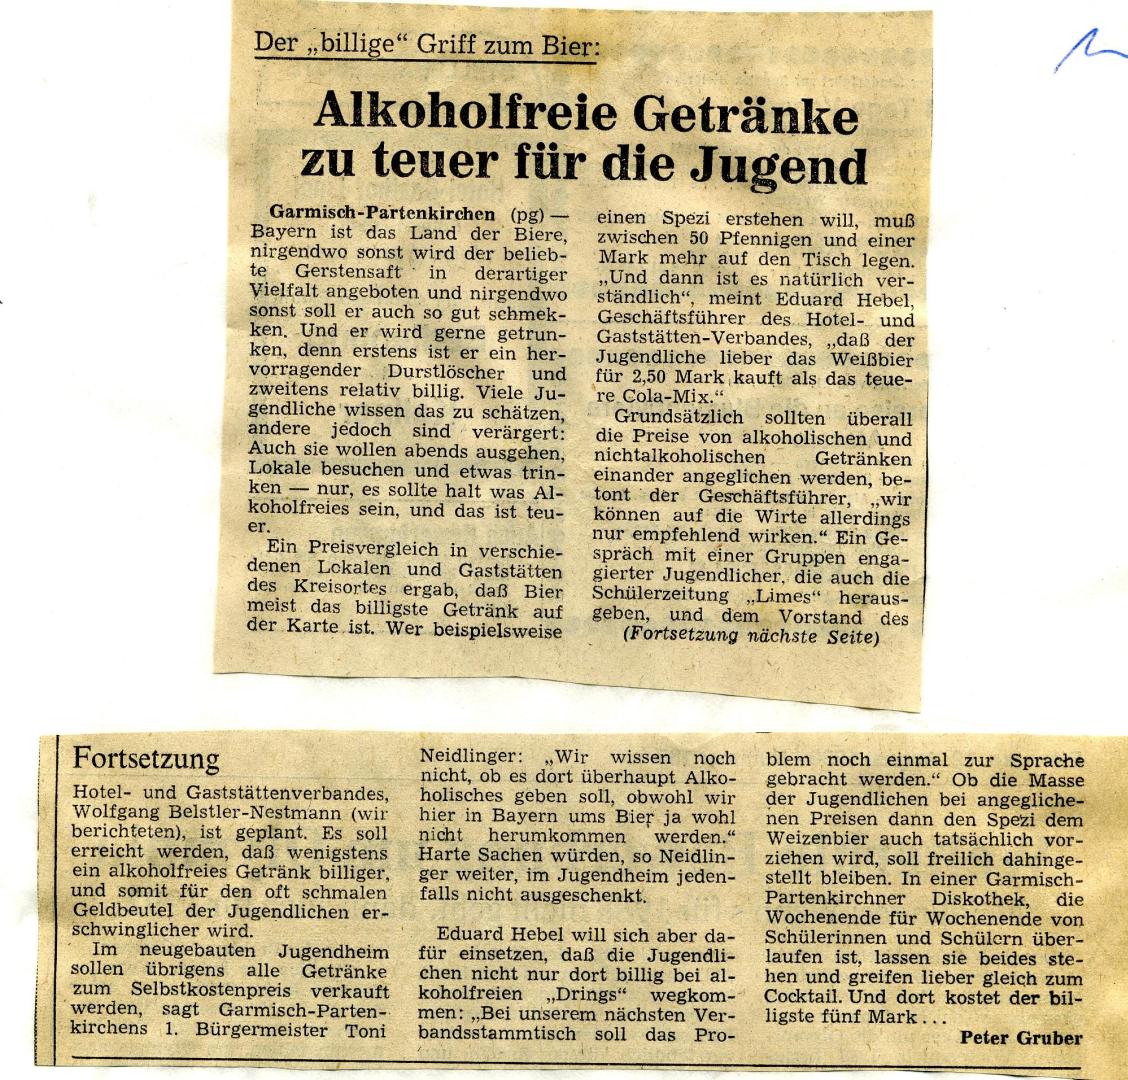 Der „billige“ Griff zum Bier:
Alkoholfreie Getränke
zu teuer für die Jugend
Garmisch-Partenkirchen (pg) —
Bayern ist das Land der Biere,
nirgendwo sonst wird der belieb-
te Gerstensaft in derartiger
Vielfalt angeboten und nirgendwo
sonst soll er auch so gut schmek-
ken. Und er wird gerne getrun-
ken, denn erstens ist er ein her-
vorragender Durstlöscher und
zweitens relativ billig. Viele Ju-
gendliche wissen das zu schätzen,
andere jedoch sind verärgert:
Auch sie wollen abends ausgehen,
Lokale besuchen und etwas trin-
ken — nur, es sollte halt was Al-
koholfreies sein, und das ist teu-
er.
Ein Preisvergleich in verschie-
denen Lokalen und Gaststätten
des Kreisortes ergab, daß Bier
meist das billigste Getränk auf
der Karte ist. Wer beispielsweise
einen Spezi erstehen will, muß
zwischen 50 Pfennigen und einer
Mark mehr auf den Tisch legen.
„Und dann ist es natürlich ver-
ständlich“, meint Eduard Hebel,
Geschäftsführer des Hotel- und
Gaststätten-Verbandes, „daß der
Jugendliche lieber das Weißbier
für 2,50 Mark kauft als das teue-
re Cola-Mix.“
Grundsätzlich sollten überall
die Preise von alkoholischen und
nichtalkoholischen Getränken
einander angeglichen werden, be-
tont der Geschäftsführer, „wir
können auf die Wirte allerdings
nur empfehlend wirken.“ Ein Ge-
spräch mit einer Gruppen enga-
gierter Jugendlicher, die auch die
Schülerzeitung „Limes“ heraus-
geben, und dem Vorstand des
(Fortsetzung nächste Seite)
Fortsetzung
Hotel- und Gaststättenverbandes,
Wolfgang Belstler-Nestmann (wir
berichteten), ist geplant. Es soll
erreicht werden, daß wenigstens
ein alkoholfreies Getränk billiger,
und somit für den oft schmalen
Geldbeutel der Jugendlichen er-
schwinglicher wird.
Im neugebauten Jugendheim
sollen übrigens alle Getränke
zum Selbstkostenpreis verkauft
werden, sagt Garmisch-Parten-
kirchens 1. Bürgermeister Toni
Neidlinger: „Wir wissen noch
nicht, ob es dort überhaupt Alko-
holisches geben soll, obwohl wir
hier in Bayern ums Bier ja wohl
nicht herumkommen werden.“
Harte Sachen würden, so Neidlin-
ger weiter, im Jugendheim jeden-
falls nicht ausgeschenkt.
Eduard Hebel will sich aber da-
für einsetzen, daß die Jugendli-
chen nicht nur dort billig bei al-
koholfreien „Drings“ wegkom-
men: „Bei unserem nächsten Ver-
bandsstammtisch soll das Pro-
blem noch einmal zur Sprache
gebracht werden.“ Ob die Masse
der Jugendlichen bei angegliche-
nen Preisen dann den Spezi dem
Weizenbier auch tatsächlich vor-
ziehen wird, soll freilich dahinge-
stellt bleiben. In einer Garmisch-
Partenkirchner Diskothek, die
Wochenende für Wochenende von
Schülerinnen und Schülern über-
laufen ist, lassen sie beides ste-
hen und greifen lieber gleich zum
Cocktail. Und dort kostet der bil-
ligste fünf Mark . . .
Peter Gruber